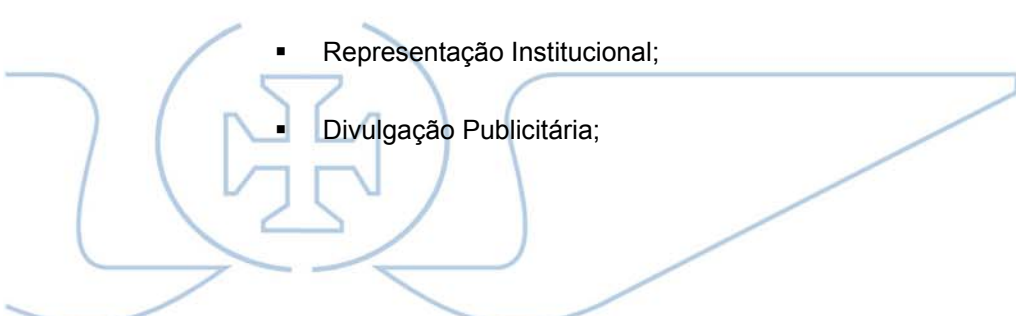 ▪ Representação Institucional;
▪ Divulgação Publicitária;